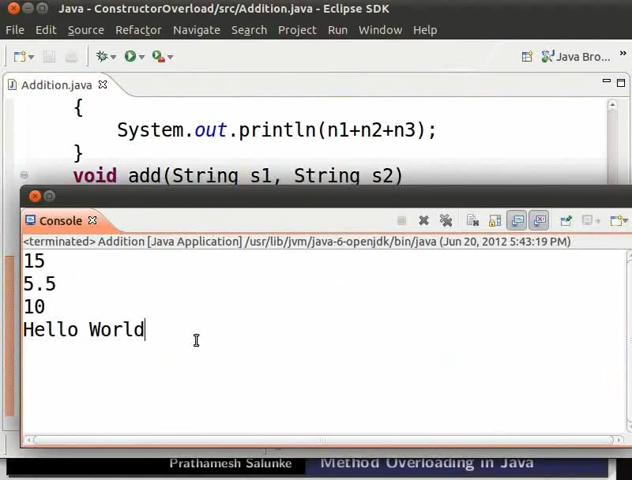 Java - ConstructorOverload/src/Addition.java - Eclipse SDK
File Edit Source Refactor Navigate Search Project Run Window Help
Java Bro...
Addition.java
{
System.out.println(n1+n2+n3);
}
void add(String s1, String s2)
Console
<terminated> Addition [Java Application] /usr/lib/jvm/java-6-openjdk/bin/java (Jun 20, 2012 5:43:19 PM)
15
5.5
10
Hello World
Prathamesh Salunke Method Overloading in Java